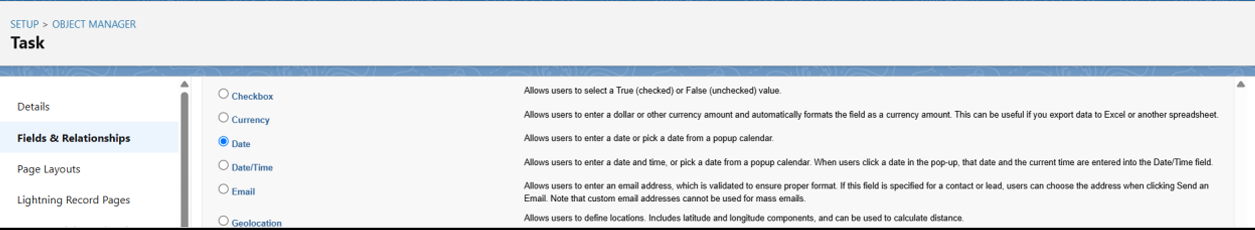 SETUP > OBJECT MANAGER
Task
Details
Fields & Relationships
Page Layouts
Lightning Record Pages
Checkbox Allows users to select a True (checked) or False (unchecked) value.
Currency Allows users to enter a dollar or other currency amount and automatically formats the field as a currency amount. This can be useful if you export data to Excel or another spreadsheet.
Date Allows users to enter a date or pick a date from a popup calendar.
Date/Time Allows users to enter a date and time, or pick a date from a popup calendar. When users click a date in the pop-up, that date and the current time are entered into the Date/Time field.
Email Allows users to enter an email address, which is validated to ensure proper format. If this field is specified for a contact or lead, users can choose the address when clicking Send an
Email. Note that custom email addresses cannot be used for mass emails.
Geolocation Allows users to define locations. Includes latitude and longitude components, and can be used to calculate distance.